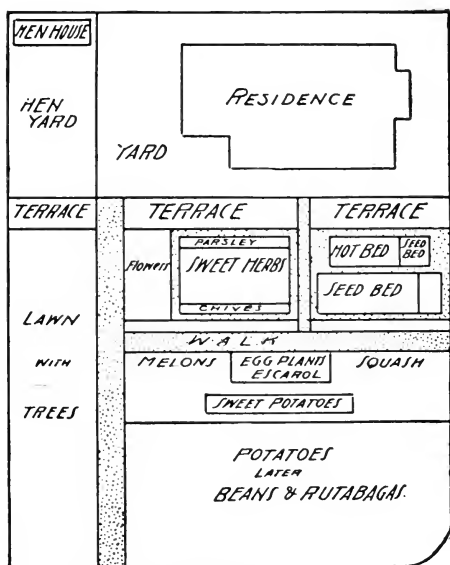 HEN HOUSE
HEN
YARD
RESIDENCE
YARD
TERRACE
TERRACE
TERRACE
PARSLEY
FLOWERS
SWEET HERBS
CHIVES
HOT BED
SEED
BED
SEED BED
LAWN
WITH
TREES
WALK
MELONS
EGG PLANTS
ESCAROL
SQUASH
SWEET POTATOES
POTATOES
LATER
BEANS & RUTABAGAS.